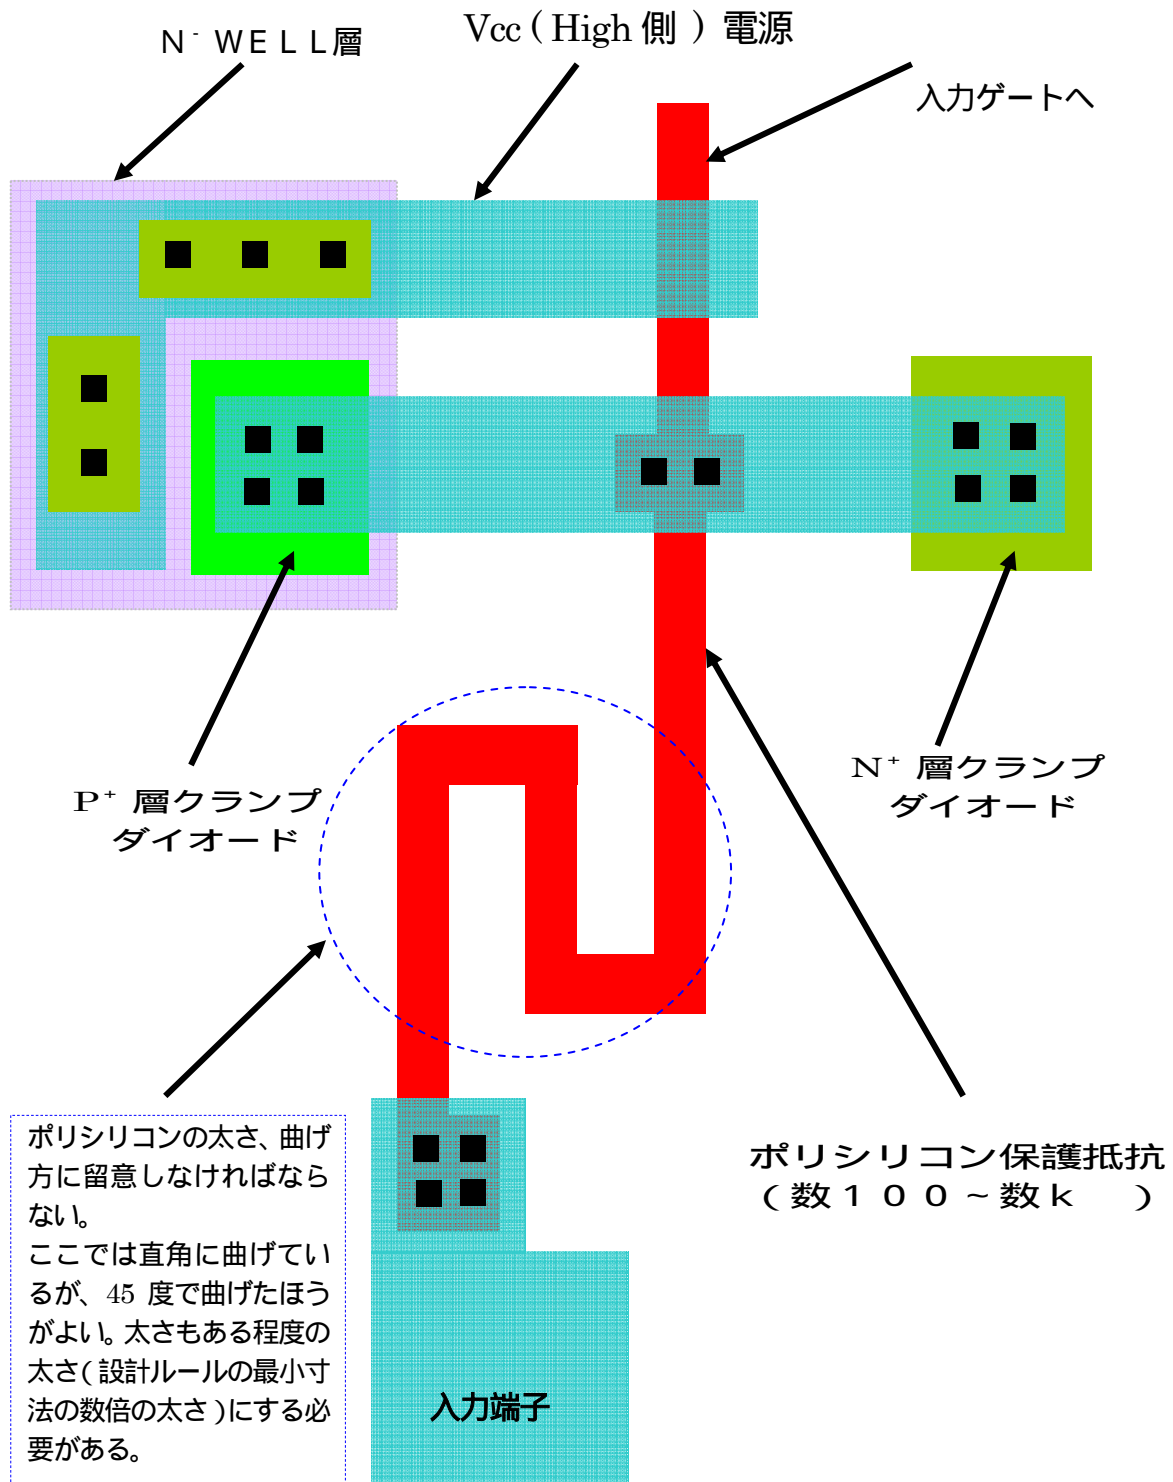 Ｎ⁻ＷＥＬＬ層
Vcc（High 側 ）電源
入力ゲートへ
P⁺ 層クランプ
ダイオード
N⁺ 層クランプ
ダイオード
ポリシリコンの太さ、曲げ
方に留意しなければなら
ない。
ここでは直角に曲げてい
るが、45 度で曲げたほう
がよい。太さもある程度の
太さ（設計ルールの最小寸
法の数倍の太さ）にする必
要がある。
ポリシリコン保護抵抗
（数１００～数ｋ　）
入力端子